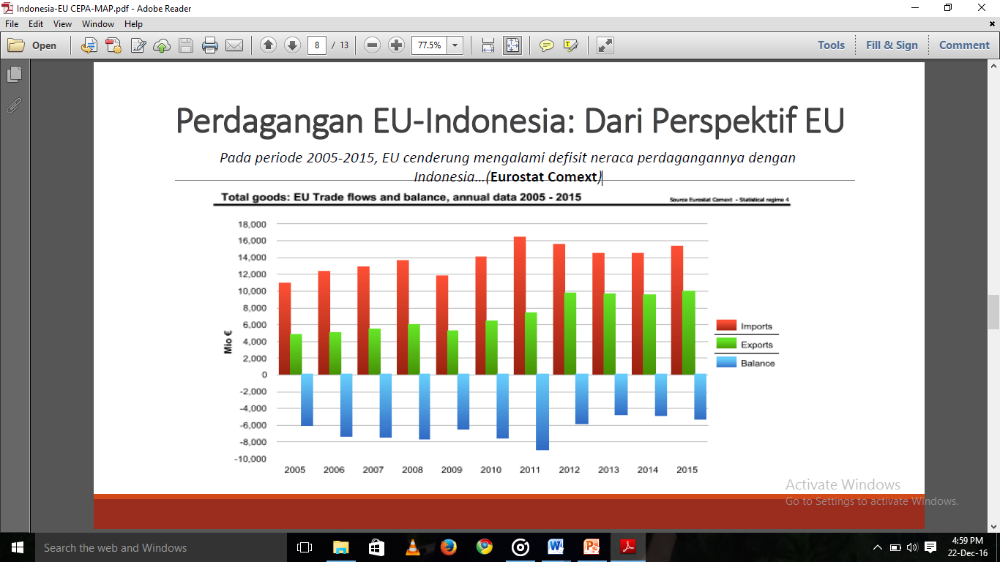 Indonesia-EU CEPA-MAP.pdf - Adobe Reader
File Edit View Window Help
Open 8 / 13 77.5% Tools Fill & Sign Comment
Perdagangan EU-Indonesia: Dari Perspektif EU
Pada periode 2005-2015, EU cenderung mengalami defisit neraca perdagangannya dengan
Indonesia...(Eurostat Comext)
Total goods: EU Trade flows and balance, annual data 2005 - 2015
Source Eurostat Comext - Statistical regime 4
18,000
16,000
14,000
12,000
10,000
8,000
6,000
4,000
2,000
0
-2,000
-4,000
-6,000
-8,000
-10,000
Mio €
2005 2006 2007 2008 2009 2010 2011 2012 2013 2014 2015
Imports
Exports
Balance
Activate Windows
Go to Settings to activate Windows.
Search the web and Windows
4:59 PM
22-Dec-16